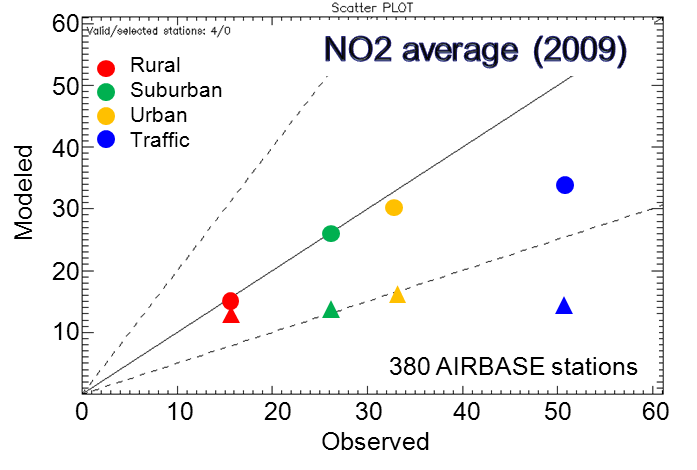 Scatter PLOT
Valid/selected stations: 4/0
NO2 average (2009)
Rural
Suburban
Urban
Traffic
60
50
40
30
20
10
Modeled
380 AIRBASE stations
0 10 20 30 40 50 60
Observed